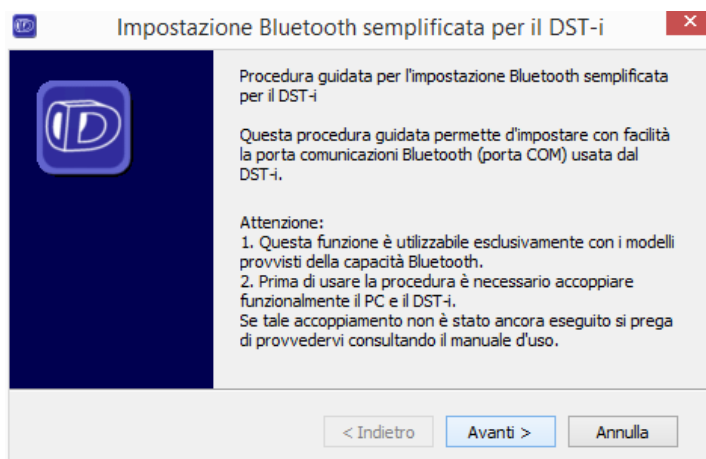 Impostazione Bluetooth semplificata per il DST-i
Procedura guidata per l'impostazione Bluetooth semplificata
per il DST-i
Questa procedura guidata permette d'impostare con facilità
la porta comunicazioni Bluetooth (porta COM) usata dal
DST-i.
Attenzione:
1. Questa funzione è utilizzabile esclusivamente con i modelli
provvisti della capacità Bluetooth.
2. Prima di usare la procedura è necessario accoppiare
funzionalmente il PC e il DST-i.
Se tale accoppiamento non è stato ancora eseguito si prega
di provvedervi consultando il manuale d'uso.
< Indietro
Avanti >
Annulla